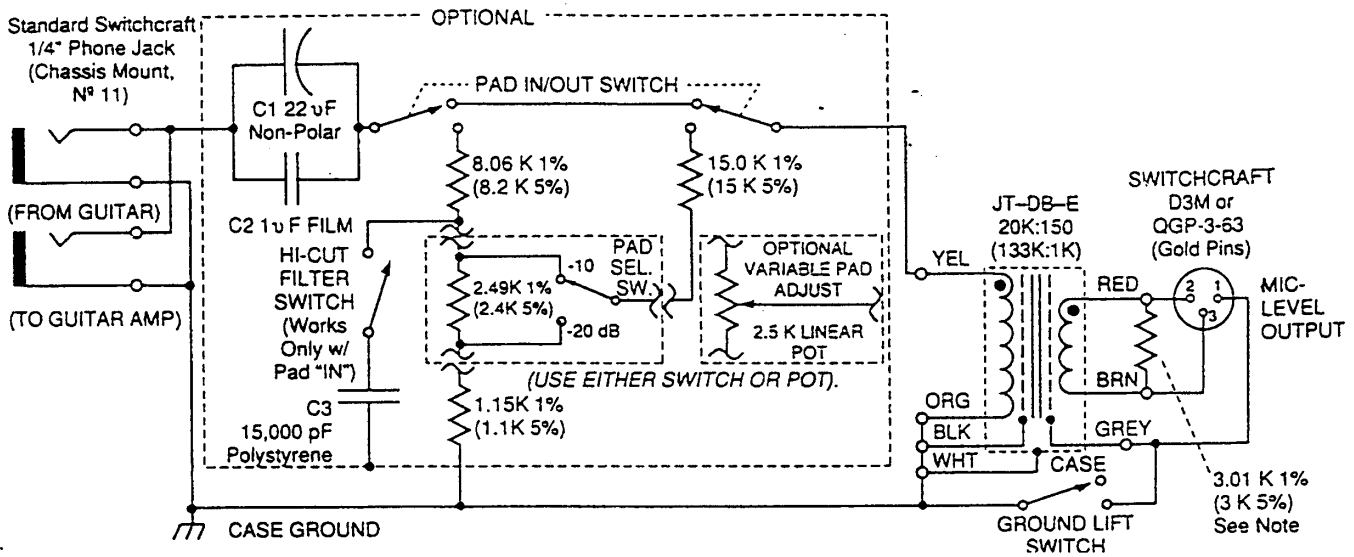 OPTIONAL
Standard Switchcraft
1/4" Phone Jack
(Chassis Mount,
Nº 11)
C1 22 υF
Non-Polar
PAD IN/OUT SWITCH
8.06 K 1%
(8.2 K 5%)
15.0 K 1%
(15 K 5%)
(FROM GUITAR)
C2 1υF FILM
HI-CUT
FILTER
SWITCH
(Works
Only w/
Pad "IN")
C3
15,000 pF
Polystyrene
(TO GUITAR AMP)
2.49K 1%
(2.4K 5%)
-10
-20 dB
PAD
SEL.
SW.
OPTIONAL
VARIABLE PAD
ADJUST
2.5 K LINEAR
POT
(USE EITHER SWITCH OR POT).
1.15K 1%
(1.1K 5%)
JT-DB-E
20K:150
(133K:1K)
SWITCHCRAFT
D3M or
QGP-3-63
(Gold Pins)
YEL
RED
2
1
3
MIC-
LEVEL
OUTPUT
BRN
ORG
BLK
WHT
GREY
CASE
3.01 K 1%
(3 K 5%)
See Note
CASE GROUND
GROUND LIFT
SWITCH